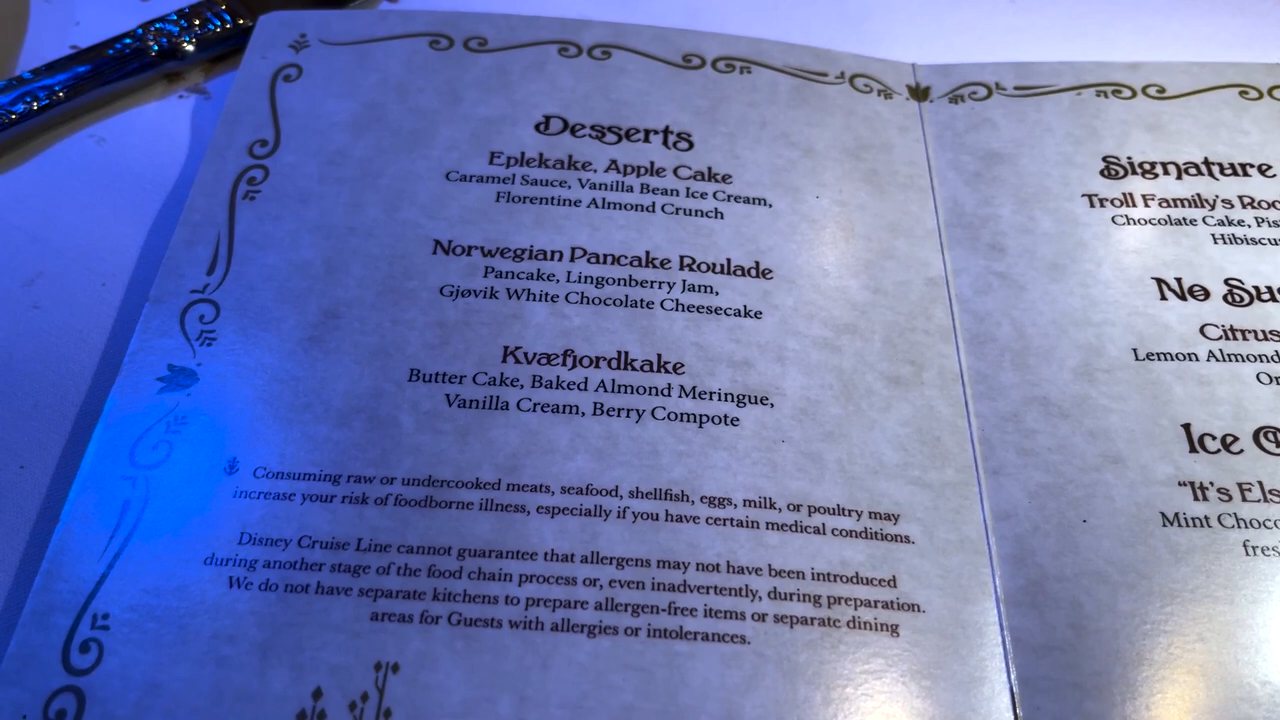 Desserts
Eplekake, Apple Cake
Caramel Sauce, Vanilla Bean Ice Cream,
Florentine Almond Crunch
Norwegian Pancake Roulade
Pancake, Lingonberry Jam,
Gjøvik White Chocolate Cheesecake
Kvæfjordkake
Butter Cake, Baked Almond Meringue,
Vanilla Cream, Berry Compote
Consuming raw or undercooked meats, seafood, shellfish, eggs, milk, or poultry may
increase your risk of foodborne illness, especially if you have certain medical conditions.
Disney Cruise Line cannot guarantee that allergens may not have been introduced
during another stage of the food chain process or, even inadvertently, during preparation.
We do not have separate kitchens to prepare allergen-free items or separate dining
areas for Guests with allergies or intolerances.
Signature
Troll Family's
Chocolate Cake,
No
Citrus
Lemon Almond
Ice
"It's
Mint